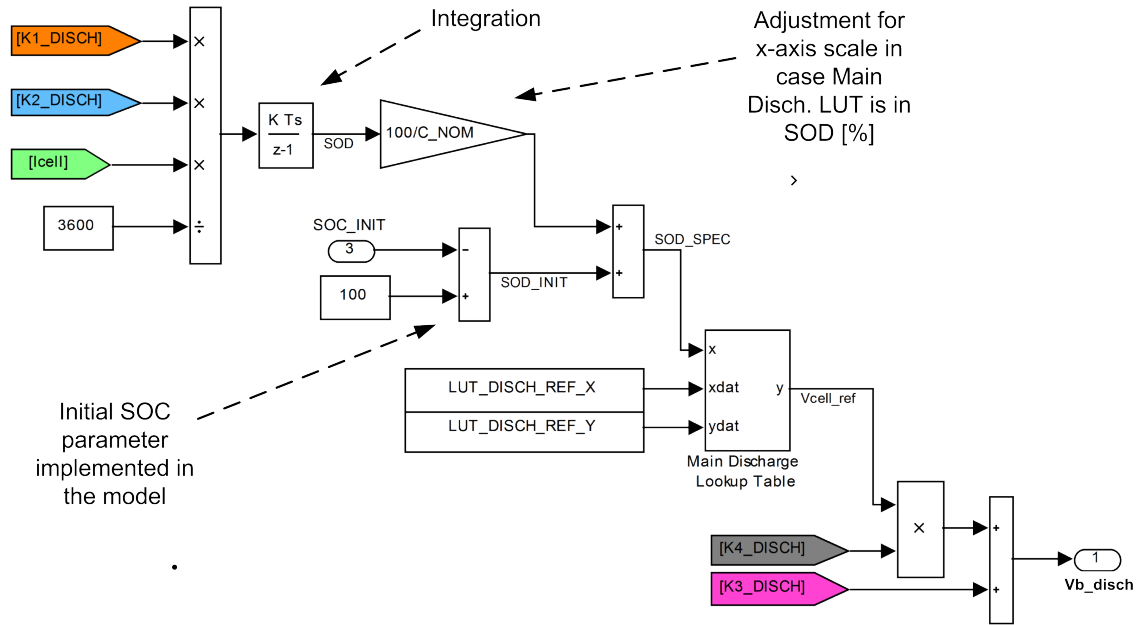 Integration
Adjustment for
x-axis scale in
case Main
Disch. LUT is in
SOD [%]
[K1_DISCH]
[K2_DISCH]
[Icell]
3600
×
×
×
÷
K Ts
z-1
SOD
100/C_NOM
SOC_INIT
3
100
−
+
SOD_INIT
+
+
SOD_SPEC
Initial SOC
parameter
implemented in
the model
LUT_DISCH_REF_X
LUT_DISCH_REF_Y
x
xdat
ydat
y
Main Discharge
Lookup Table
Vcell_ref
[K4_DISCH]
[K3_DISCH]
×
+
+
1
Vb_disch